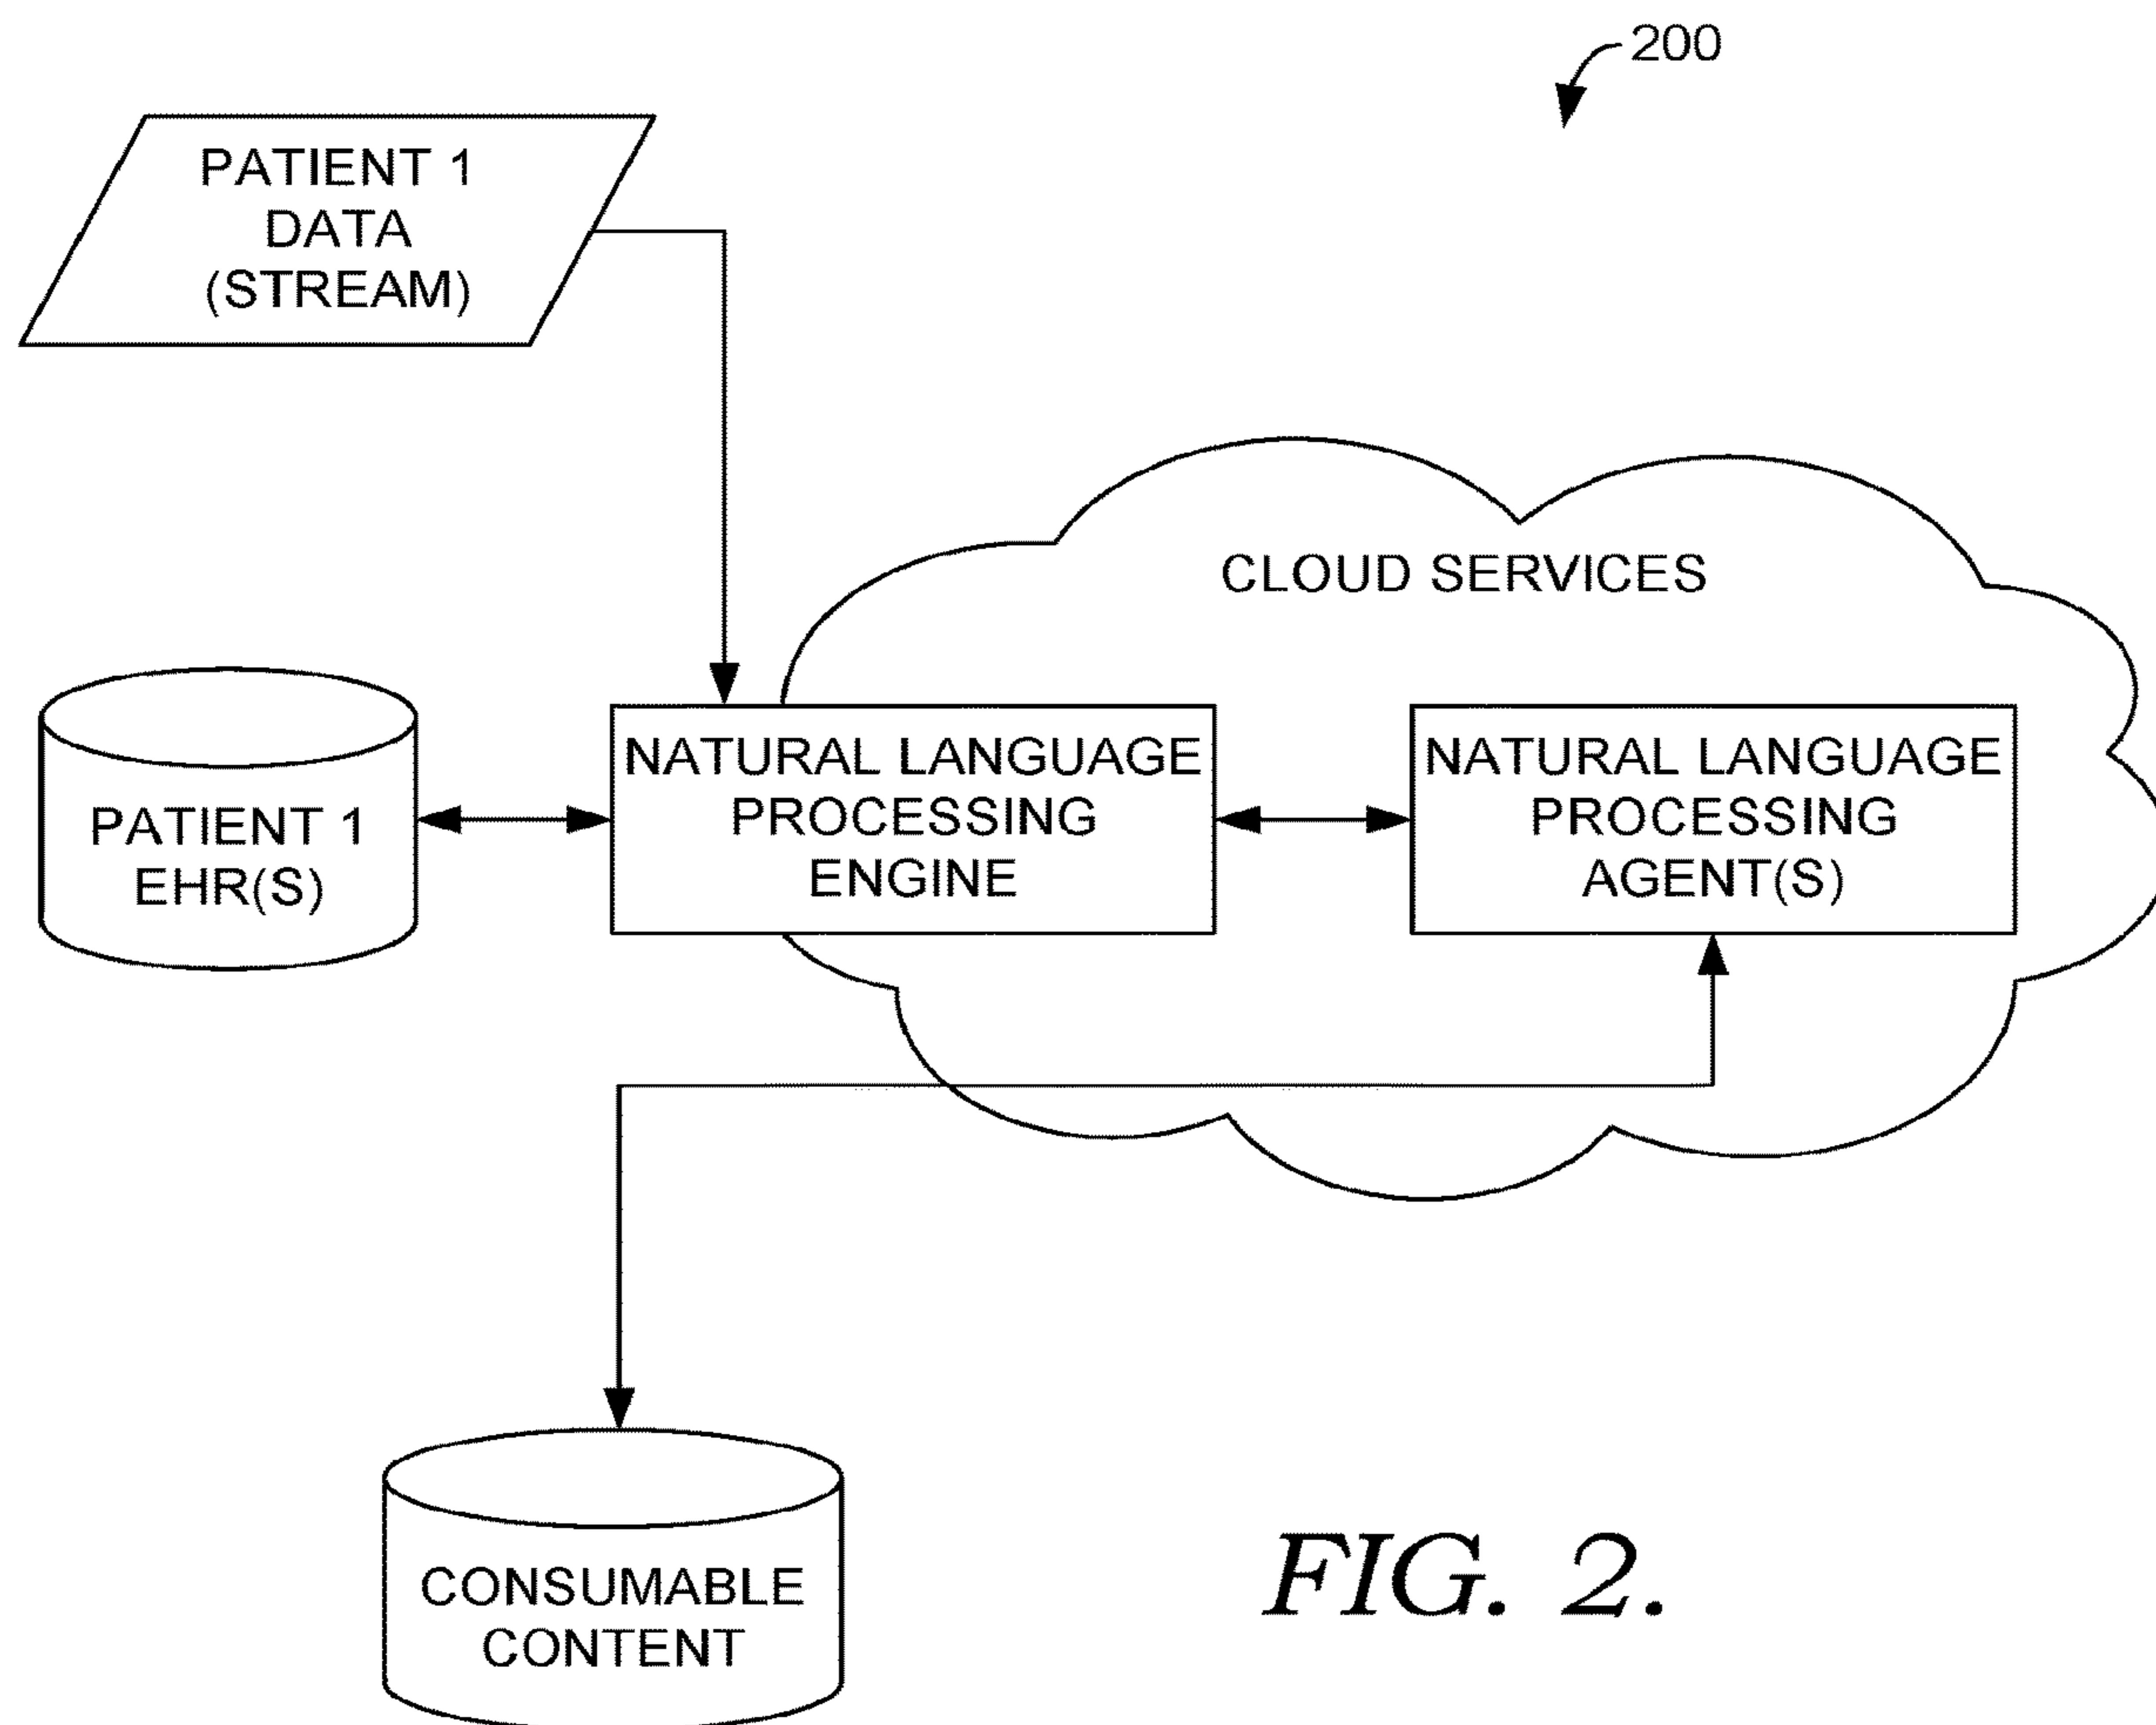 200
PATIENT 1
DATA
(STREAM)
CLOUD SERVICES
PATIENT 1
EHR(S)
NATURAL LANGUAGE
PROCESSING
ENGINE
NATURAL LANGUAGE
PROCESSING
AGENT(S)
CONSUMABLE
CONTENT
FIG. 2.